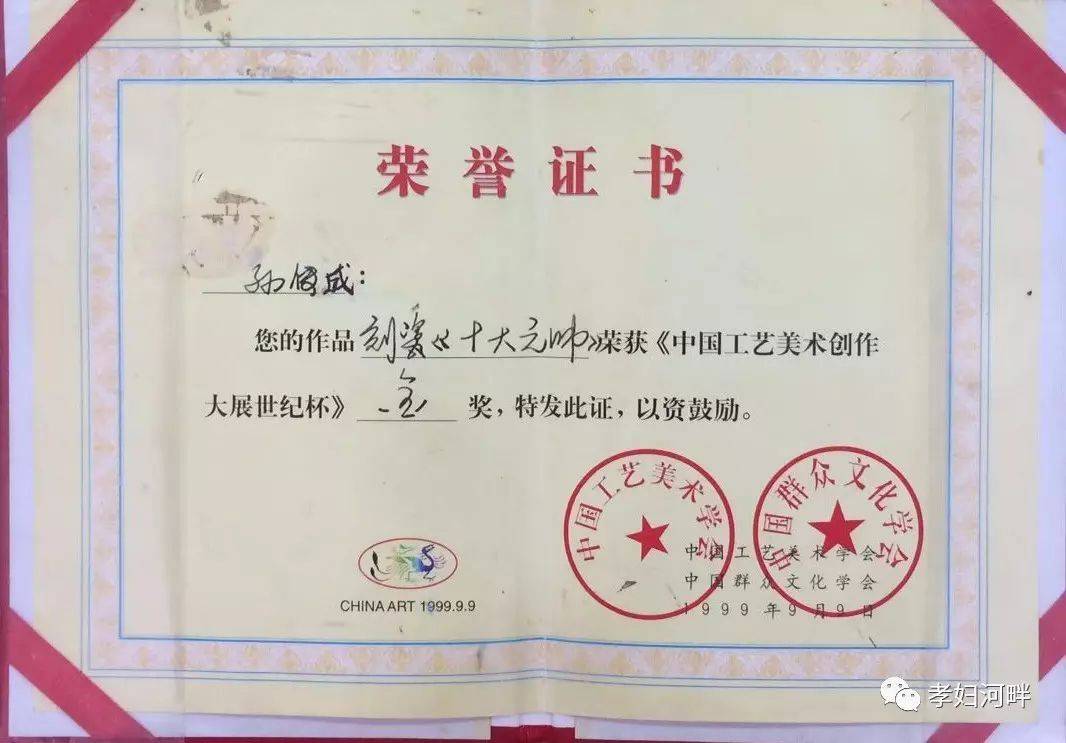 荣誉证书
孙:
您的作品刻瓷《十大元帅》荣获《中国工艺美术创作
大展世纪杯》金奖，特发此证，以资鼓励。
中国工艺美术学会
中国群众文化学会
中国工艺美术学会
中国群众文化学会
1999年9月9日
CHINA ART 1999.9.9
孝妇河畔